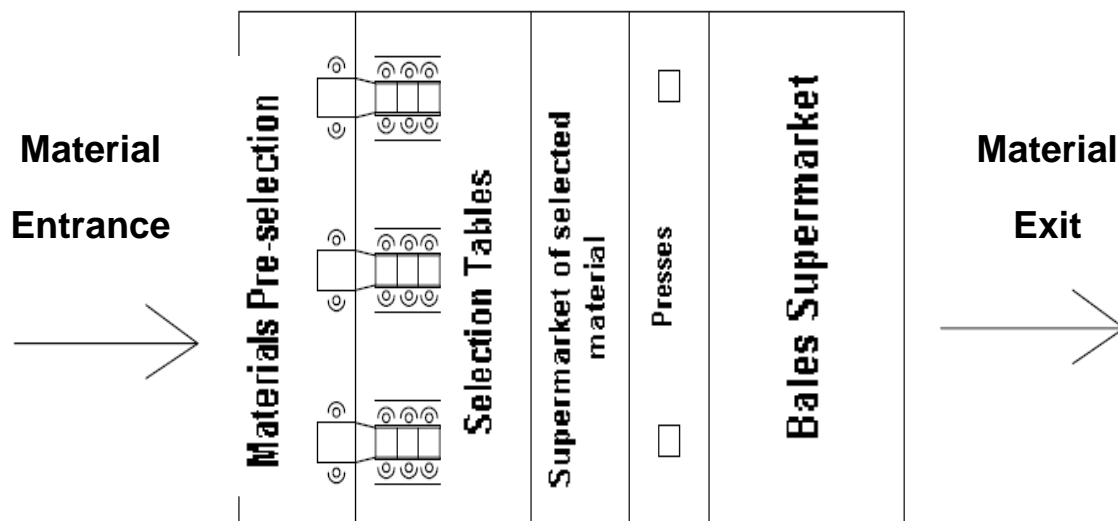 Material
Entrance
Materials Pre-selection
Selection Tables
Supermarket of selected
material
Presses
Bales Supermarket
Material
Exit